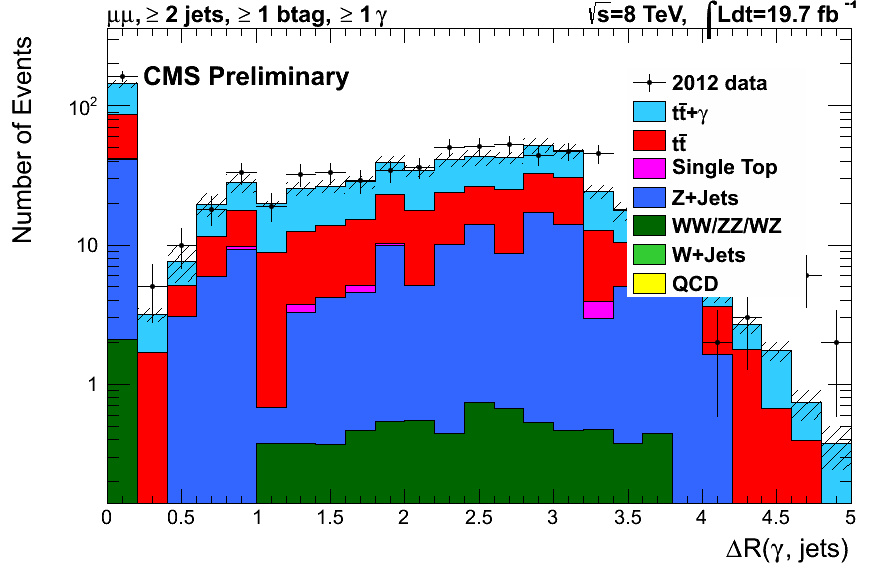 μμ, ≥ 2 jets, ≥ 1 btag, ≥ 1 γ
√s=8 TeV, ∫Ldt=19.7 fb⁻¹
CMS Preliminary
2012 data
tt̄+γ
tt̄
Single Top
Z+Jets
WW/ZZ/WZ
W+Jets
QCD
Number of Events
10²
10
1
0 0.5 1 1.5 2 2.5 3 3.5 4 4.5 5
ΔR(γ, jets)